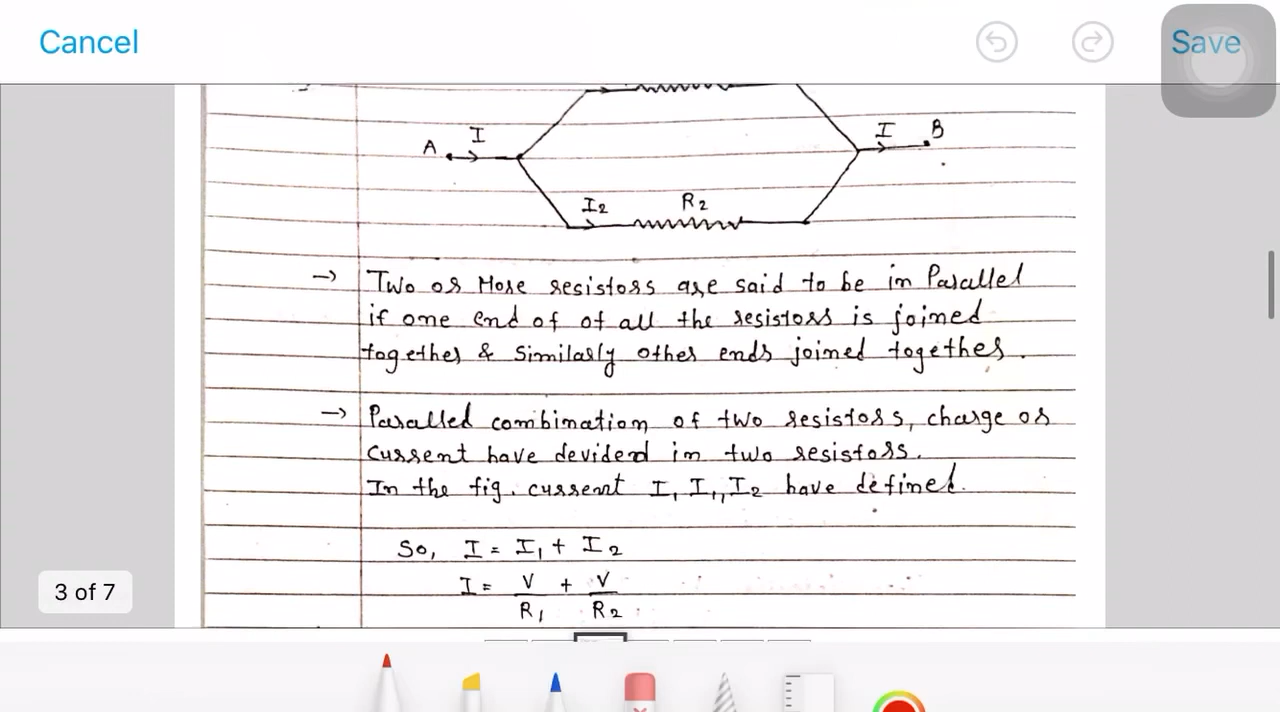 Cancel
Save
A I
I B
I2 R2
→ Two or More resistors are said to be in Parallel
if one end of of all the resistors is joined
together & Similarly other ends joined together.
→ Paralled combination of two resistors, charge or
Current have devided in two resistors.
In the fig. current I, I1, I2 have defined.
So, I = I1 + I2
I = V/R1 + V/R2
3 of 7